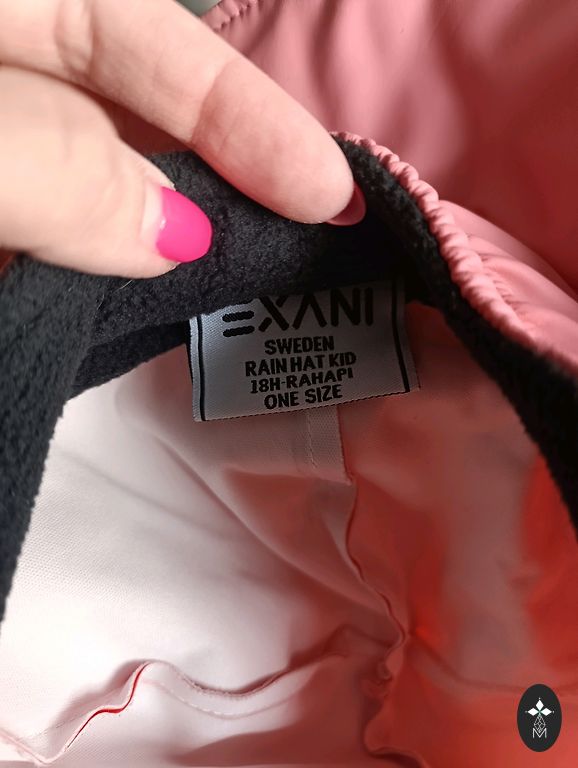 EXANI
SWEDEN
RAIN HAT KID
18H-RAHAPI
ONE SIZE
M